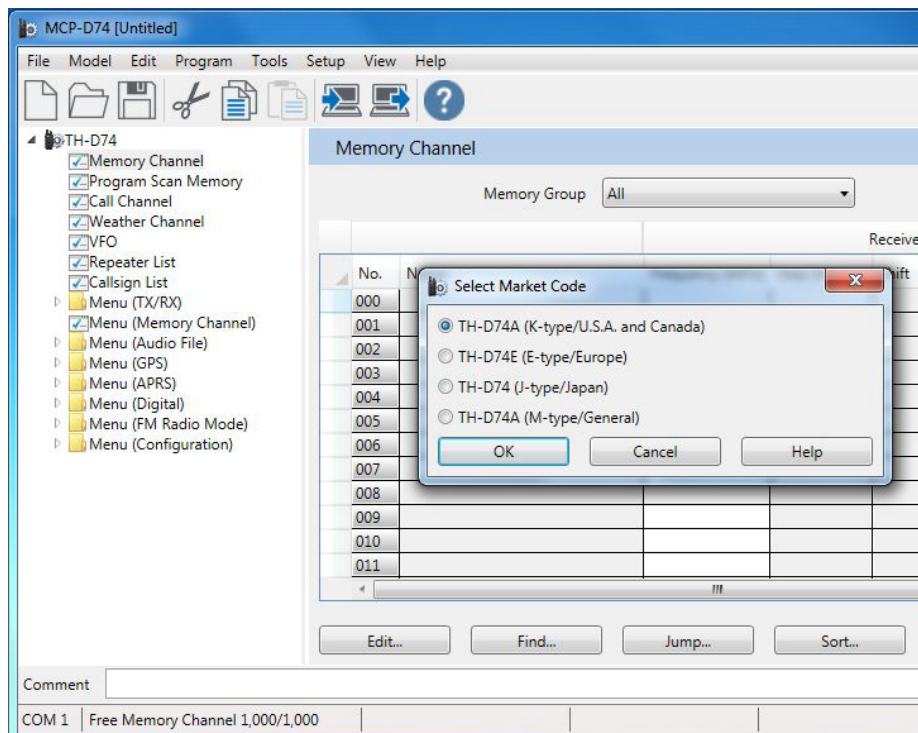 MCP-D74 [Untitled]
File Model Edit Program Tools Setup View Help
TH-D74
Memory Channel
Program Scan Memory
Call Channel
Weather Channel
VFO
Repeater List
Callsign List
Menu (TX/RX)
Menu (Memory Channel)
Menu (Audio File)
Menu (GPS)
Menu (APRS)
Menu (Digital)
Menu (FM Radio Mode)
Menu (Configuration)
Memory Channel
Memory Group All
Receive
No.
000
001
002
003
004
005
006
007
008
009
010
011
Select Market Code
TH-D74A (K-type/U.S.A. and Canada)
TH-D74E (E-type/Europe)
TH-D74 (J-type/Japan)
TH-D74A (M-type/General)
OK Cancel Help
Edit... Find... Jump... Sort...
Comment
COM 1 Free Memory Channel 1,000/1,000